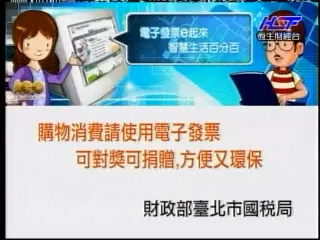 電子發票e起來
智慧生活百分百
HSF
恆生財經台
購物消費請使用電子發票
可對獎可捐贈,方便又環保
財政部臺北市國稅局